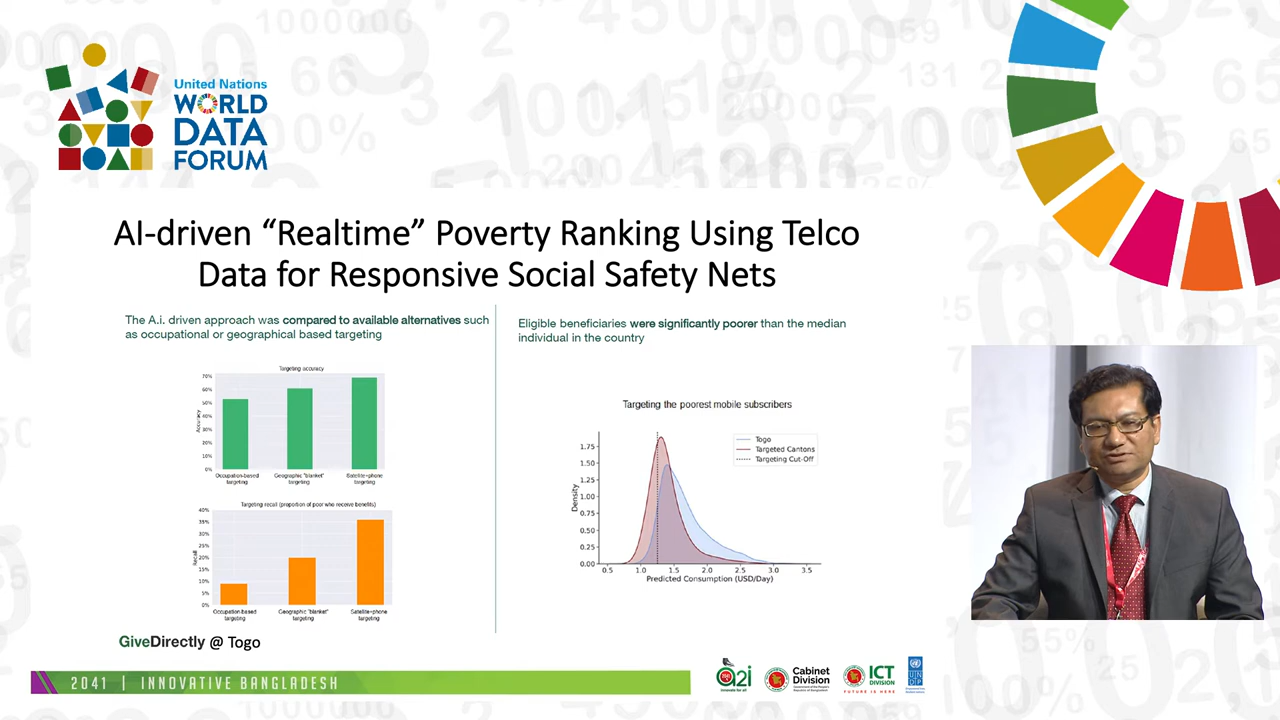 United Nations
WORLD
DATA
FORUM
AI-driven “Realtime” Poverty Ranking Using Telco
Data for Responsive Social Safety Nets
The A.i. driven approach was compared to available alternatives such
as occupational or geographical based targeting
Targeting accuracy
Accuracy
70%
60%
50%
40%
30%
20%
10%
0%
Occupation-based
targeting
Geographic "blanket"
targeting
Satellite-phone
targeting
Targeting recall (proportion of poor who receive benefits)
Recall
40%
35%
30%
25%
20%
15%
10%
5%
0%
Occupation-based
targeting
Geographic "blanket"
targeting
Satellite-phone
targeting
GiveDirectly @ Togo
Eligible beneficiaries were significantly poorer than the median
individual in the country
Targeting the poorest mobile subscribers
Togo
Targeted Cantons
Targeting Cut-Off
Density
1.75
1.50
1.25
1.00
0.75
0.50
0.25
0.00
0.5 1.0 1.5 2.0 2.5 3.0 3.5
Predicted Consumption (USD/Day)
2041 | INNOVATIVE BANGLADESH
a2i
Innovate for all
Cabinet
Division
ICT
DIVISION
FUTURE IS HERE
U N
D P